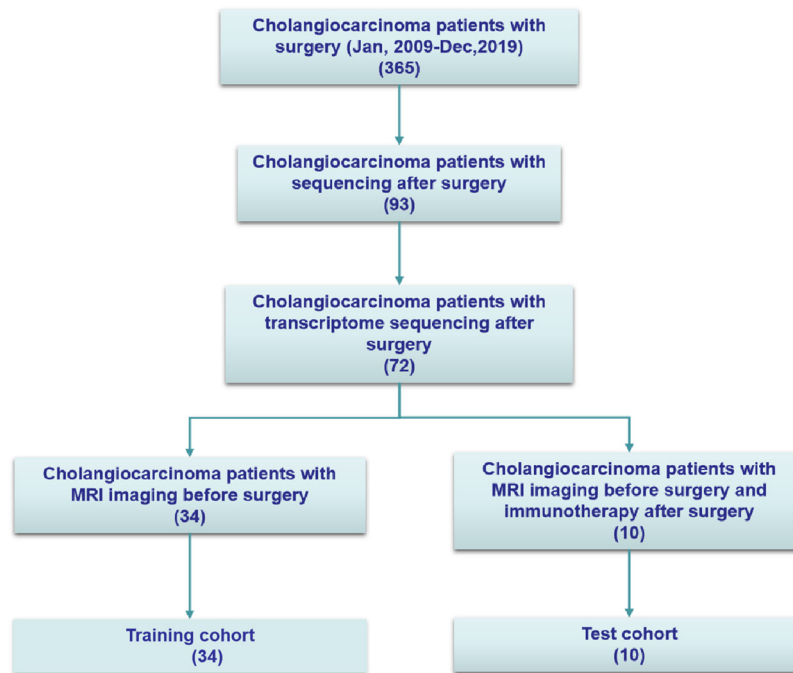 Cholangiocarcinoma patients with
surgery (Jan, 2009-Dec,2019)
(365)
Cholangiocarcinoma patients with
sequencing after surgery
(93)
Cholangiocarcinoma patients with
transcriptome sequencing after
surgery
(72)
Cholangiocarcinoma patients with
MRI imaging before surgery
(34)
Cholangiocarcinoma patients with
MRI imaging before surgery and
immunotherapy after surgery
(10)
Training cohort
(34)
Test cohort
(10)